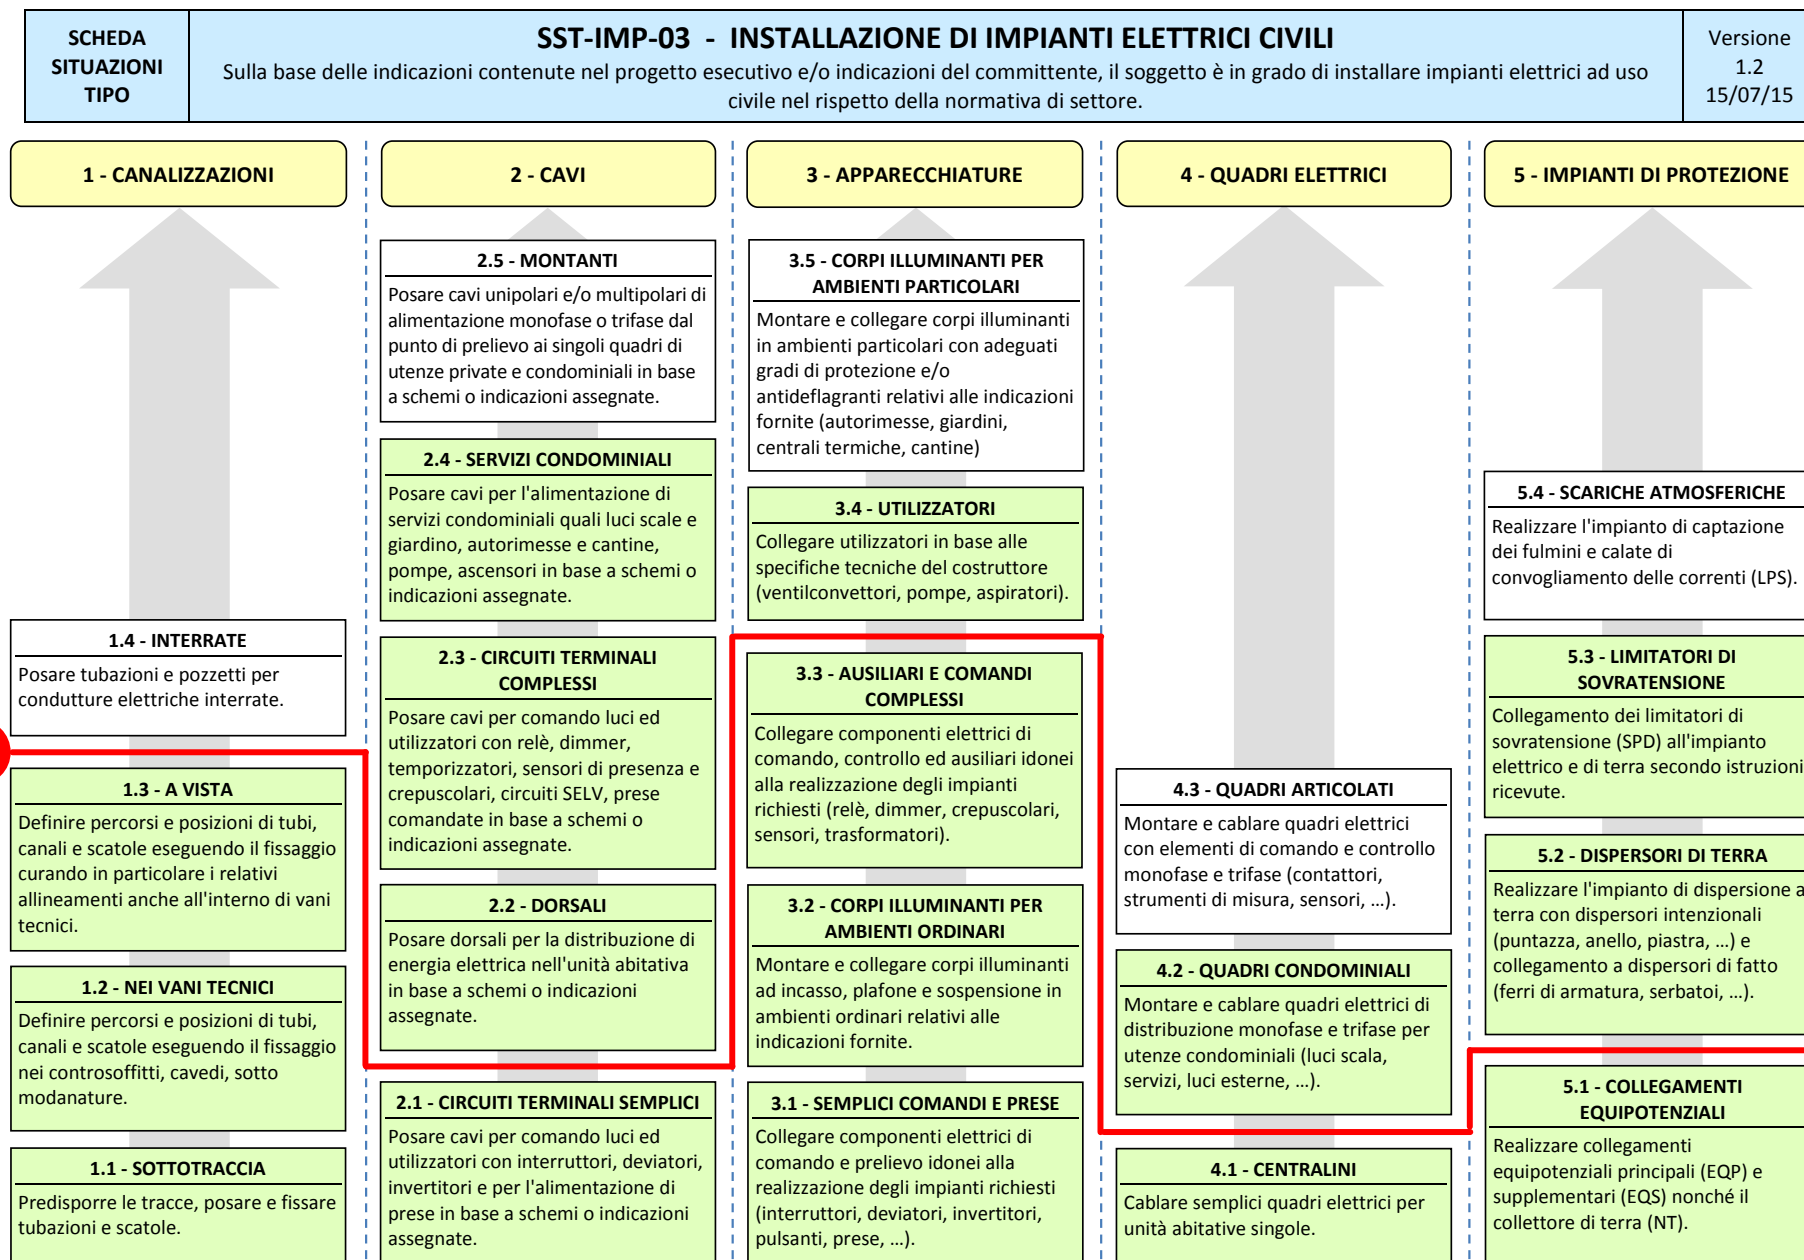 SCHEDA
SITUAZIONI
TIPO
SST-IMP-03 - INSTALLAZIONE DI IMPIANTI ELETTRICI CIVILI
Sulla base delle indicazioni contenute nel progetto esecutivo e/o indicazioni del committente, il soggetto è in grado di installare impianti elettrici ad uso
civile nel rispetto della normativa di settore.
Versione
1.2
15/07/15
1 - CANALIZZAZIONI
1.4 - INTERRATE
Posare tubazioni e pozzetti per
condutture elettriche interrate.
1.3 - A VISTA
Definire percorsi e posizioni di tubi,
canali e scatole eseguendo il fissaggio
curando in particolare i relativi
allineamenti anche all'interno di vani
tecnici.
1.2 - NEI VANI TECNICI
Definire percorsi e posizioni di tubi,
canali e scatole eseguendo il fissaggio
nei controsoffitti, cavedi, sotto
modanature.
1.1 - SOTTOTRACCIA
Predisporre le tracce, posare e fissare
tubazioni e scatole.
2 - CAVI
2.5 - MONTANTI
Posare cavi unipolari e/o multipolari di
alimentazione monofase o trifase dal
punto di prelievo ai singoli quadri di
utenze private e condominiali in base
a schemi o indicazioni assegnate.
2.4 - SERVIZI CONDOMINIALI
Posare cavi per l'alimentazione di
servizi condominiali quali luci scale e
giardino, autorimesse e cantine,
pompe, ascensori in base a schemi o
indicazioni assegnate.
2.3 - CIRCUITI TERMINALI
COMPLESSI
Posare cavi per comando luci ed
utilizzatori con relè, dimmer,
temporizzatori, sensori di presenza e
crepuscolari, circuiti SELV, prese
comandate in base a schemi o
indicazioni assegnate.
2.2 - DORSALI
Posare dorsali per la distribuzione di
energia elettrica nell'unità abitativa
in base a schemi o indicazioni
assegnate.
2.1 - CIRCUITI TERMINALI SEMPLICI
Posare cavi per comando luci ed
utilizzatori con interruttori, deviatori,
invertitori e per l'alimentazione di
prese in base a schemi o indicazioni
assegnate.
3 - APPARECCHIATURE
3.5 - CORPI ILLUMINANTI PER
AMBIENTI PARTICOLARI
Montare e collegare corpi illuminanti
in ambienti particolari con adeguati
gradi di protezione e/o
antideflagranti relativi alle indicazioni
fornite (autorimesse, giardini,
centrali termiche, cantine)
3.4 - UTILIZZATORI
Collegare utilizzatori in base alle
specifiche tecniche del costruttore
(ventilconvettori, pompe, aspiratori).
3.3 - AUSILIARI E COMANDI
COMPLESSI
Collegare componenti elettrici di
comando, controllo ed ausiliari idonei
alla realizzazione degli impianti
richiesti (relè, dimmer, crepuscolari,
sensori, trasformatori).
3.2 - CORPI ILLUMINANTI PER
AMBIENTI ORDINARI
Montare e collegare corpi illuminanti
ad incasso, plafone e sospensione in
ambienti ordinari relativi alle
indicazioni fornite.
3.1 - SEMPLICI COMANDI E PRESE
Collegare componenti elettrici di
comando e prelievo idonei alla
realizzazione degli impianti richiesti
(interruttori, deviatori, invertitori,
pulsanti, prese, ...).
4 - QUADRI ELETTRICI
4.3 - QUADRI ARTICOLATI
Montare e cablare quadri elettrici
con elementi di comando e controllo
monofase e trifase (contattori,
strumenti di misura, sensori, ...).
4.2 - QUADRI CONDOMINIALI
Montare e cablare quadri elettrici di
distribuzione monofase e trifase per
utenze condominiali (luci scala,
servizi, luci esterne, ...).
4.1 - CENTRALINI
Cablare semplici quadri elettrici per
unità abitative singole.
5 - IMPIANTI DI PROTEZIONE
5.4 - SCARICHE ATMOSFERICHE
Realizzare l'impianto di captazione
dei fulmini e calate di
convogliamento delle correnti (LPS).
5.3 - LIMITATORI DI
SOVRATENSIONE
Collegamento dei limitatori di
sovratensione (SPD) all'impianto
elettrico e di terra secondo istruzioni
ricevute.
5.2 - DISPERSORI DI TERRA
Realizzare l'impianto di dispersione a
terra con dispersori intenzionali
(puntazza, anello, piastra, ...) e
collegamento a dispersori di fatto
(ferri di armatura, serbatoi, ...).
5.1 - COLLEGAMENTI
EQUIPOTENZIALI
Realizzare collegamenti
equipotenziali principali (EQP) e
supplementari (EQS) nonché il
collettore di terra (NT).